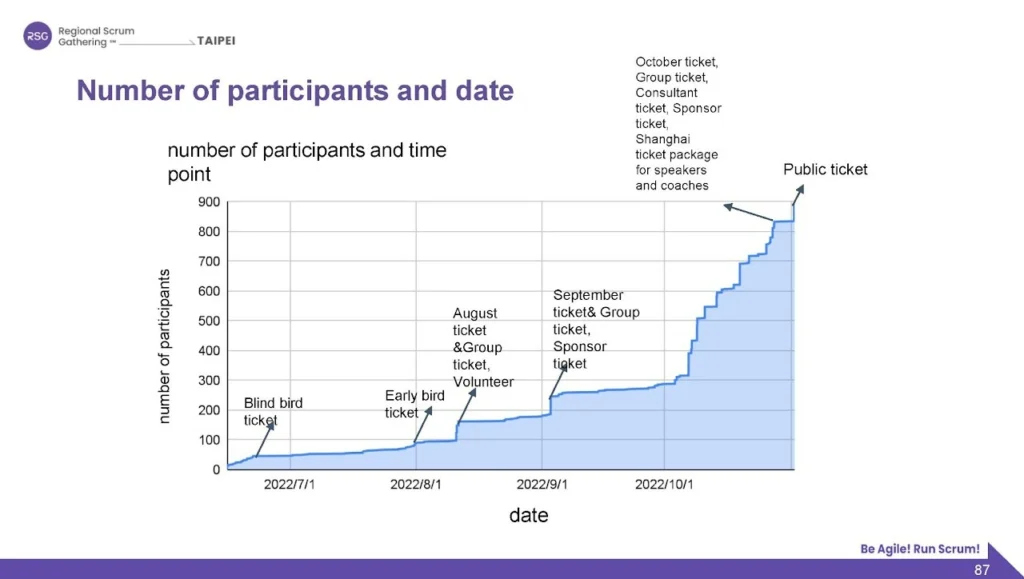 RSG
Regional Scrum
Gathering ℠ TAIPEI
Number of participants and date
October ticket,
Group ticket,
Consultant
ticket, Sponsor
ticket,
Shanghai
ticket package
for speakers
and coaches
Public ticket
number of participants and time
point
900
800
700
600
500
400
300
200
100
0
number of participants
Blind bird
ticket
Early bird
ticket
August
ticket
&Group
ticket,
Volunteer
September
ticket& Group
ticket,
Sponsor
ticket
2022/7/1
2022/8/1
2022/9/1
2022/10/1
date
Be Agile! Run Scrum!
87